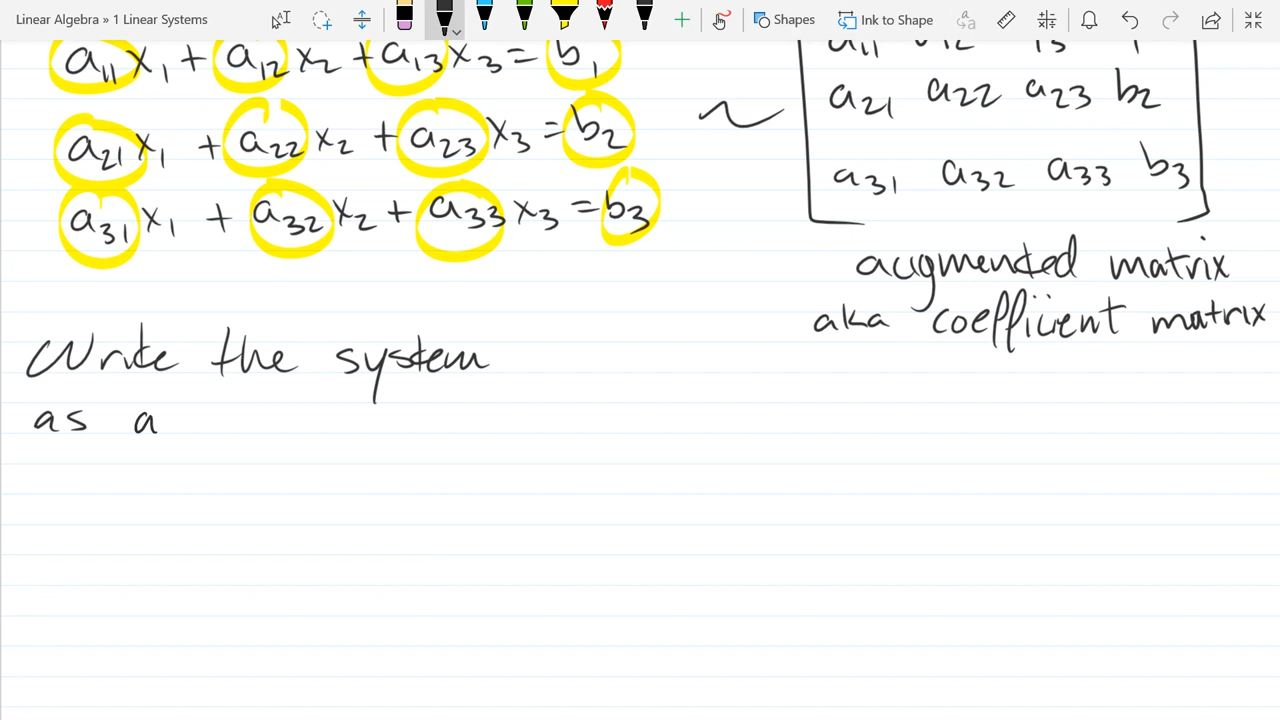 Linear Algebra » 1 Linear Systems
Shapes
Ink to Shape
a₁₁x₁ + a₁₂x₂ + a₁₃x₃ = b₁
a₂₁x₁ + a₂₂x₂ + a₂₃x₃ = b₂
a₃₁x₁ + a₃₂x₂ + a₃₃x₃ = b₃
~
a₂₁ a₂₂ a₂₃ b₂
a₃₁ a₃₂ a₃₃ b₃
augmented matrix
aka coefficient matrix
Write the system
as a